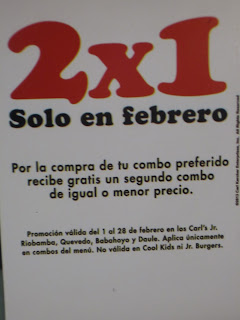 2x1
Solo en febrero
Por la compra de tu combo preferido
recibe gratis un segundo combo
de igual o menor precio.
Promoción válida del 1 al 28 de febrero en los Carl's Jr.
Riobamba, Quevedo, Babahoyo y Daule. Aplica únicamente
en combos del menú. No válida en Cool Kids ni Jr. Burgers.